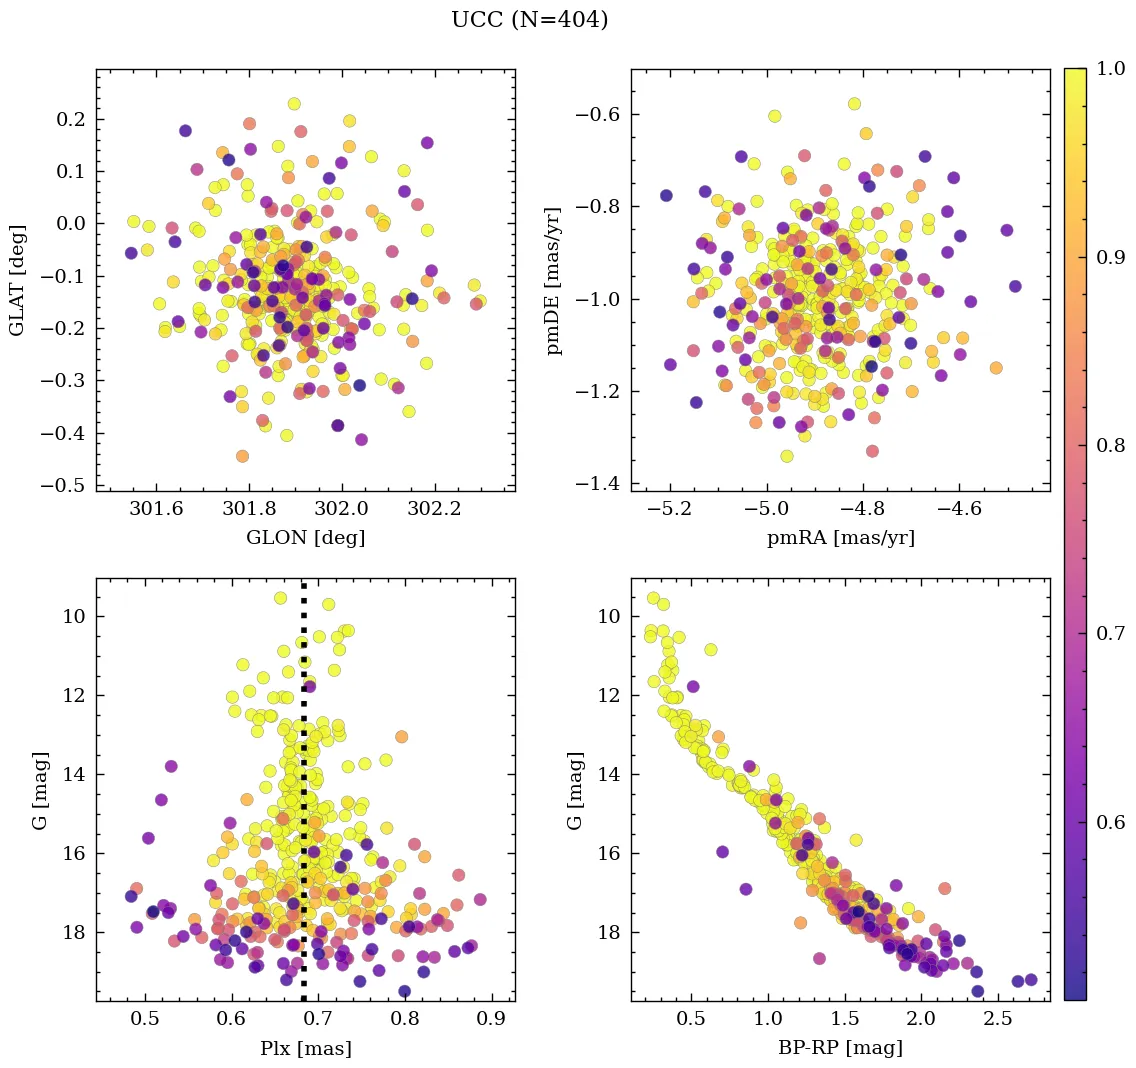 UCC (N=404)
0.2
0.1
0.0
−0.1
−0.2
−0.3
−0.4
−0.5
GLAT [deg]
301.6 301.8 302.0 302.2
GLON [deg]
−0.6
−0.8
−1.0
−1.2
−1.4
pmDE [mas/yr]
−5.2 −5.0 −4.8 −4.6
pmRA [mas/yr]
1.0
0.9
0.8
0.7
0.6
10
12
14
16
18
G [mag]
0.5 0.6 0.7 0.8 0.9
Plx [mas]
10
12
14
16
18
G [mag]
0.5 1.0 1.5 2.0 2.5
BP-RP [mag]